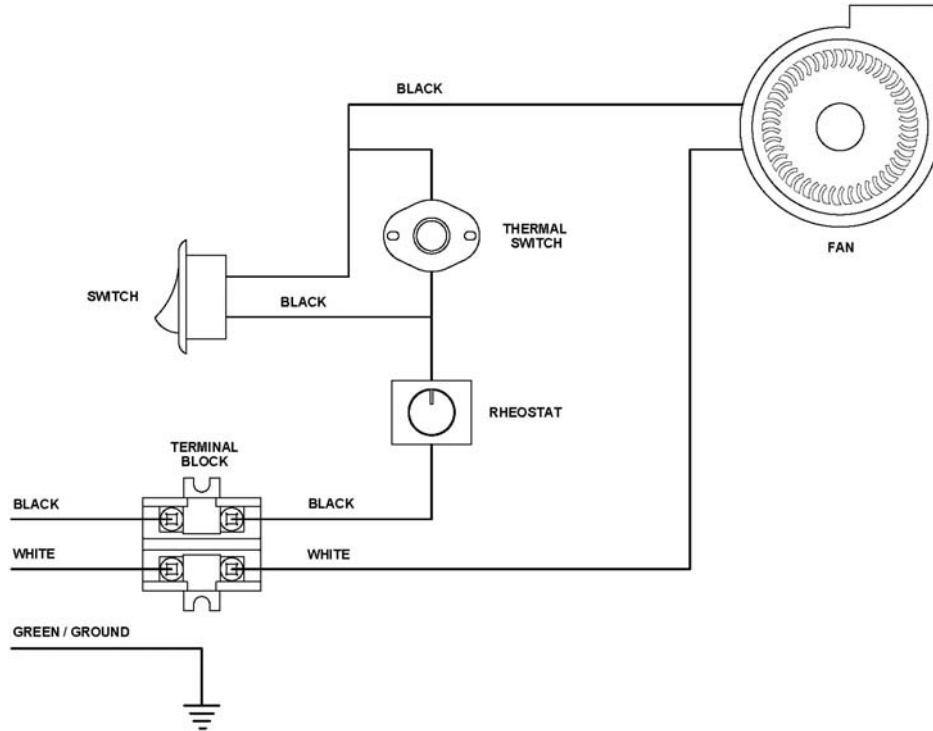 BLACK
THERMAL
SWITCH
FAN
SWITCH
BLACK
RHEOSTAT
TERMINAL
BLOCK
BLACK
BLACK
WHITE
WHITE
GREEN / GROUND